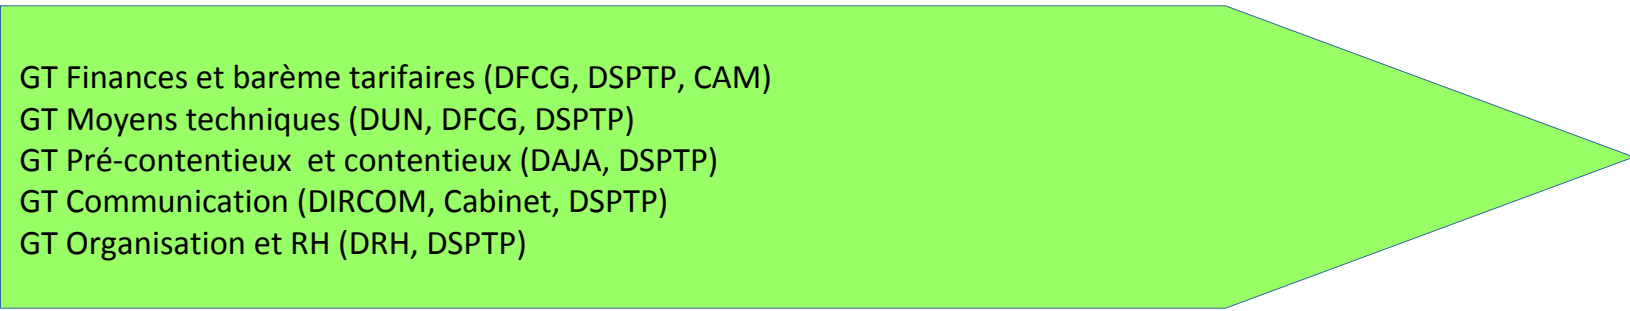 GT Finances et barème tarifaires (DFCG, DSPTP, CAM)
GT Moyens techniques (DUN, DFCG, DSPTP)
GT Pré-contentieux  et contentieux (DAJA, DSPTP)
GT Communication (DIRCOM, Cabinet, DSPTP)
GT Organisation et RH (DRH, DSPTP)